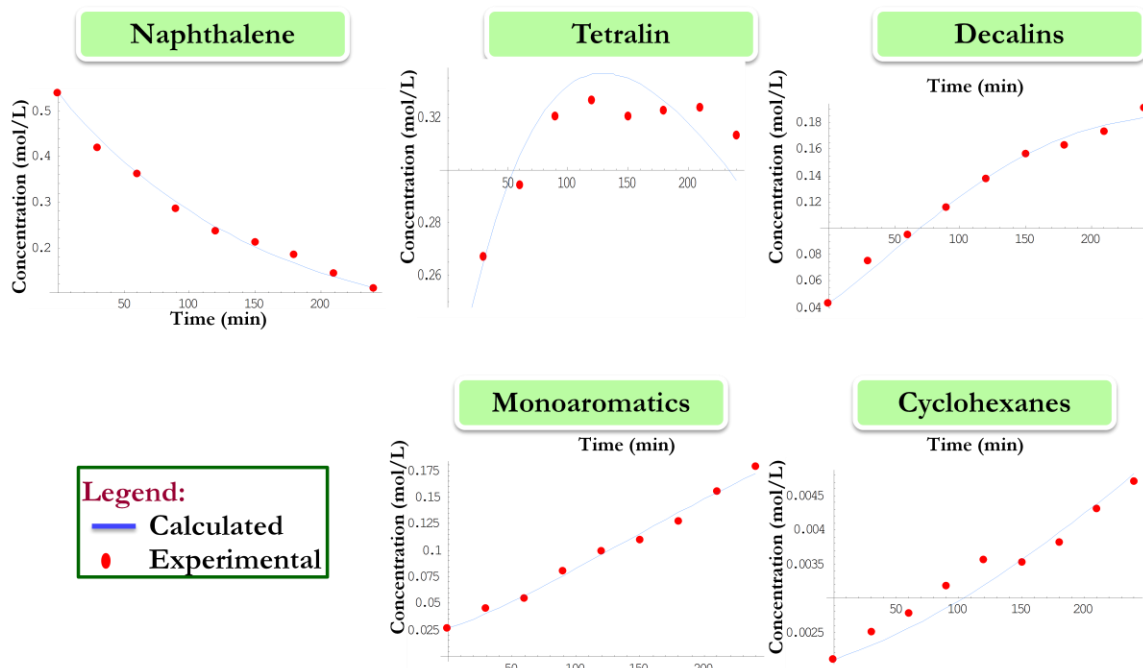 Naphthalene
Concentration (mol/L)
0.5
0.4
0.3
0.2
50
100
150
200
Time (min)
Tetralin
Concentration (mol/L)
0.32
0.28
0.26
50
100
150
200
Decalins
Time (min)
Concentration (mol/L)
0.18
0.16
0.14
0.12
0.08
0.06
0.04
50
100
150
200
Legend:
Calculated
Experimental
Monoaromatics
Time (min)
Concentration (mol/L)
0.175
0.15
0.125
0.1
0.075
0.05
0.025
50
100
150
200
Cyclohexanes
Time (min)
Concentration (mol/L)
0.0045
0.004
0.0035
0.0025
50
100
150
200